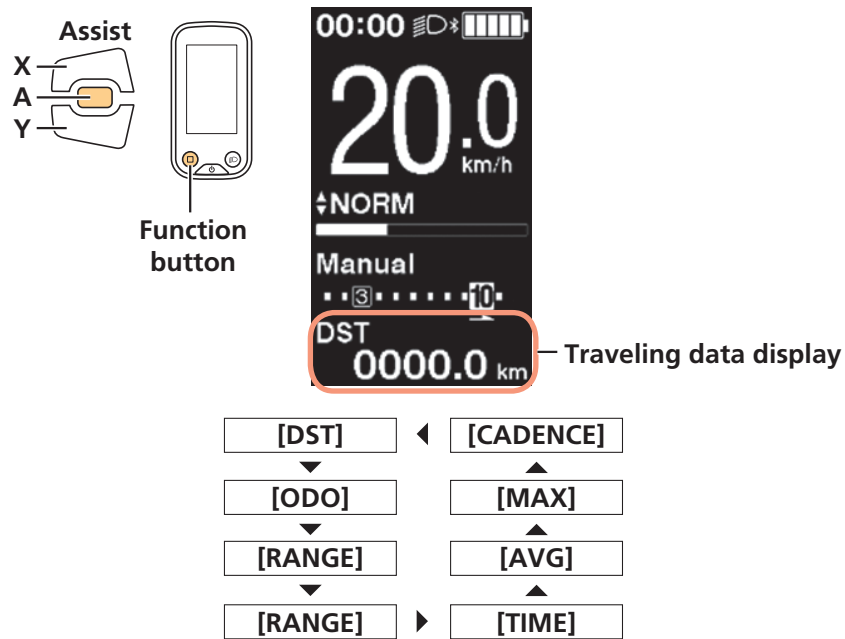 Assist
X
A
Y
Function
button
00:00
20.0
km/h
NORM
Manual
3 10
DST
0000.0 km
Traveling data display
[DST] [CADENCE]
[ODO] [MAX]
[RANGE] [AVG]
[RANGE] [TIME]